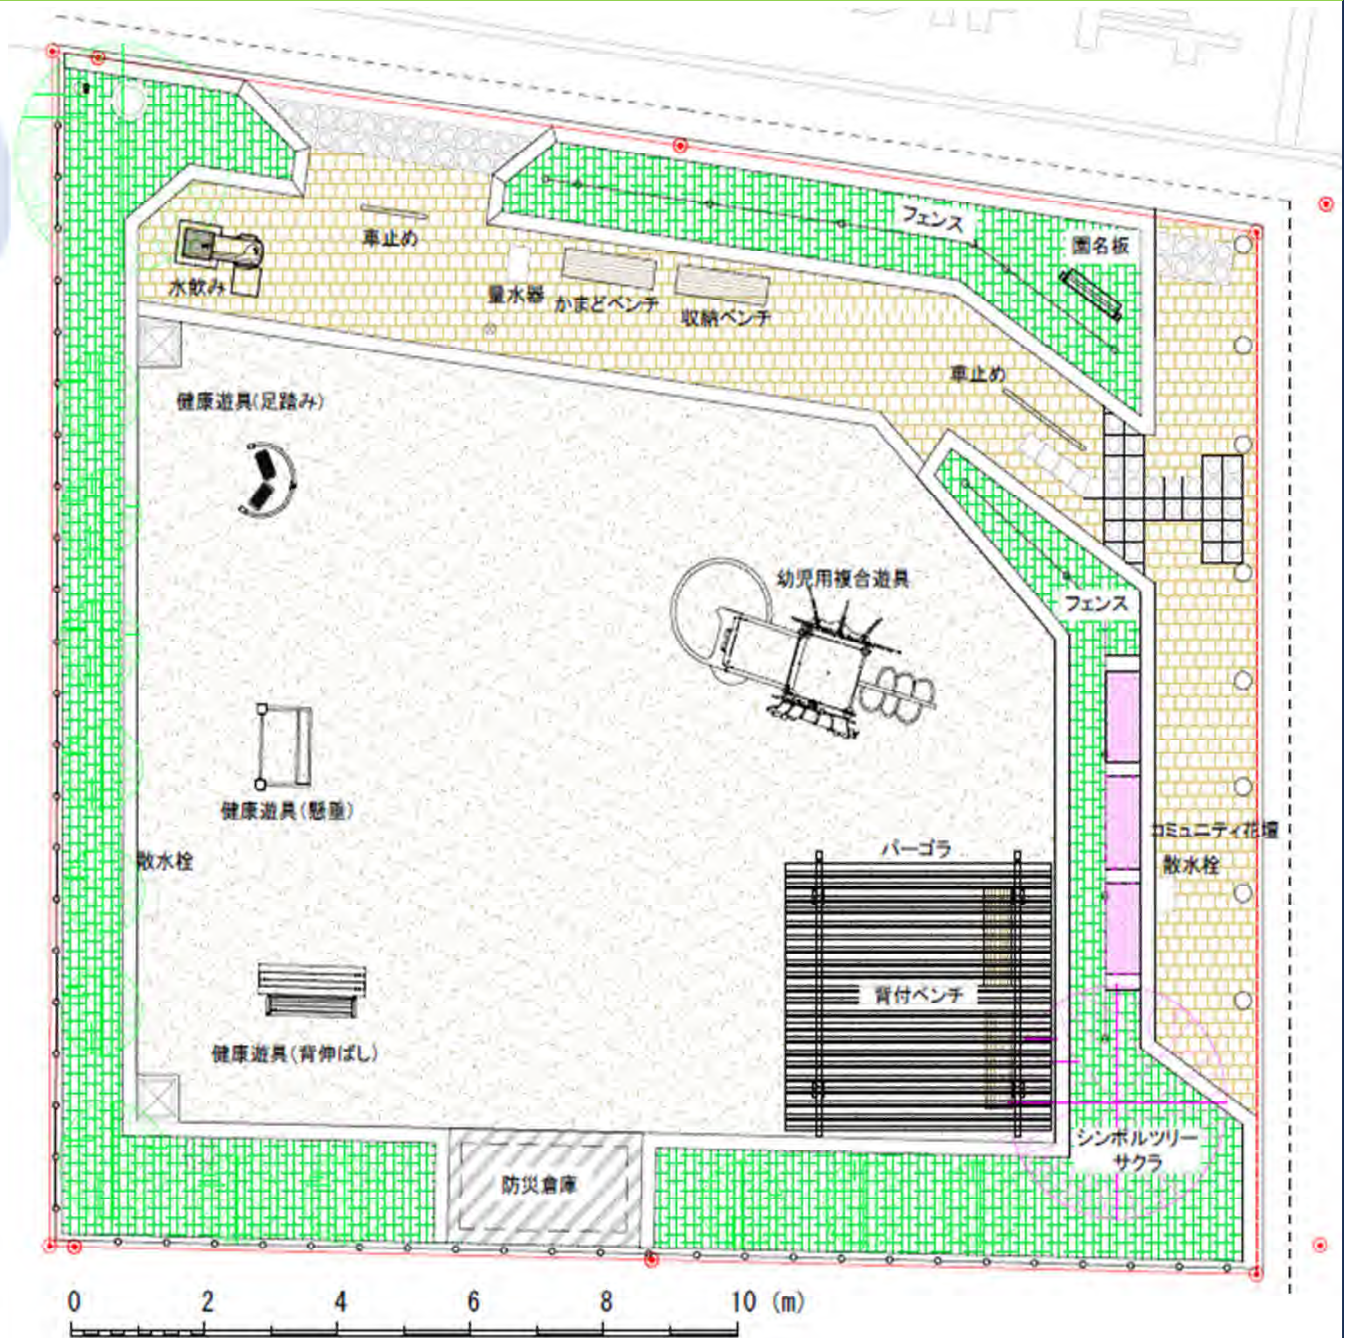 フェンス
園名板
車止め
水飲み
量水器
かまどベンチ
収納ベンチ
車止め
健康遊具(足踏み)
幼児用複合遊具
フェンス
健康遊具(懸垂)
コミュニティ花壇
パーゴラ
散水栓
散水栓
背付ベンチ
健康遊具(背伸ばし)
シンボルツリー
サクラ
防災倉庫
0 2 4 6 8 10 (m)